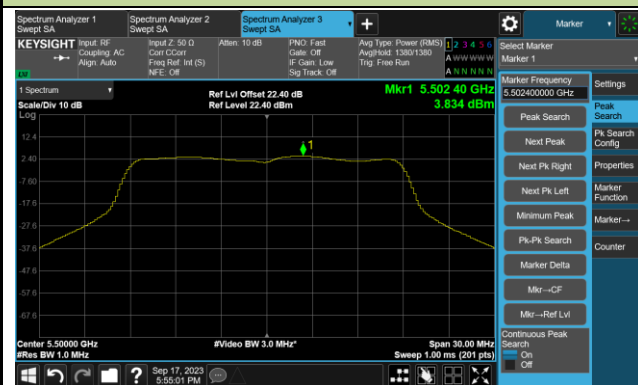 Spectrum Analyzer 1
Swept SA
Spectrum Analyzer 2
Swept SA
Spectrum Analyzer 3
Swept SA
Marker
KEYSIGHT
Input: RF
Coupling: AC
Align: Auto
Input Z: 50 Ω
Corr CCorr
Freq Ref: Int (S)
NFE: Off
Atten: 10 dB
PNO: Fast
Gate: Off
IF Gain: Low
Sig Track: Off
Avg Type: Power (RMS)
Avg|Hold: 1380/1380
Trig: Free Run
1 2 3 4 5 6
A W W W W W
A N N N N N
Select Marker
Marker 1
1 Spectrum
Scale/Div 10 dB
Log
Ref Lvl Offset 22.40 dB
Ref Level 22.40 dBm
Mkr1 5.502 40 GHz
3.834 dBm
12.4
2.40
-7.60
-17.6
-27.6
-37.6
-47.6
-57.6
-67.6
1
Center 5.50000 GHz
#Res BW 1.0 MHz
#Video BW 3.0 MHz*
Span 30.00 MHz
Sweep 1.00 ms (201 pts)
Marker Frequency
5.502400000 GHz
Peak Search
Next Peak
Next Pk Right
Next Pk Left
Minimum Peak
Pk-Pk Search
Marker Delta
Mkr→CF
Mkr→Ref Lvl
Continuous Peak
Search
On
Off
Settings
Peak
Search
Pk Search
Config
Properties
Marker
Function
Marker→
Counter
Sep 17, 2023
5:55:01 PM